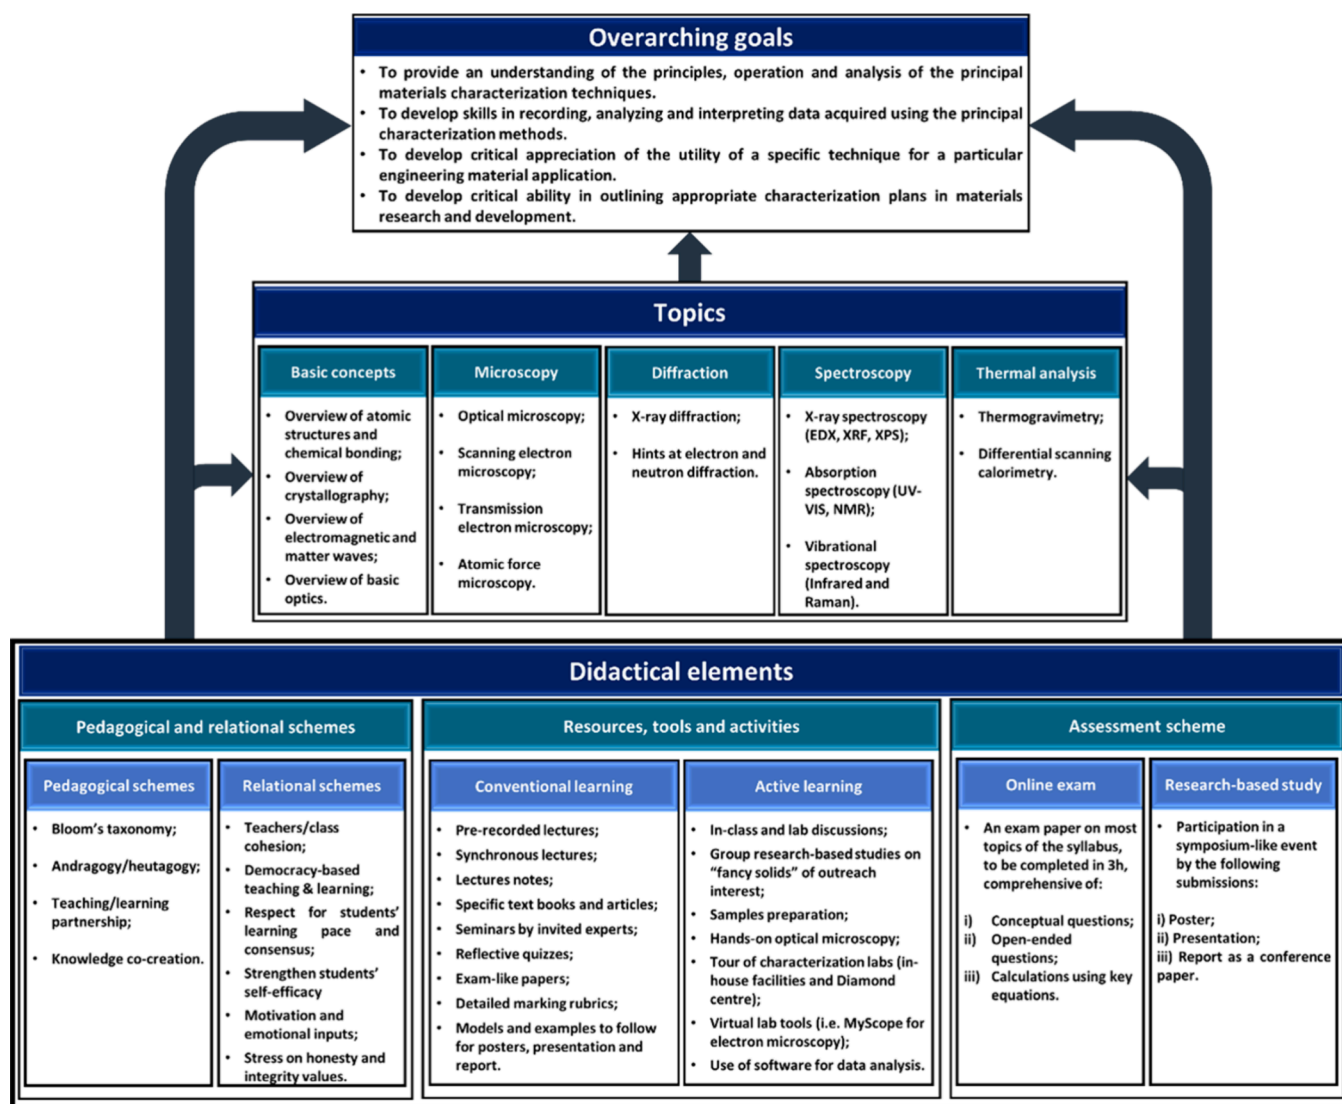 Overarching goals
• To provide an understanding of the principles, operation and analysis of the principal
materials characterization techniques.
• To develop skills in recording, analyzing and interpreting data acquired using the principal
characterization methods.
• To develop critical appreciation of the utility of a specific technique for a particular
engineering material application.
• To develop critical ability in outlining appropriate characterization plans in materials
research and development.
Topics
Basic concepts
• Overview of atomic
structures and
chemical bonding;
• Overview of
crystallography;
• Overview of
electromagnetic and
matter waves;
• Overview of basic
optics.
Microscopy
• Optical microscopy;
• Scanning electron
microscopy;
• Transmission
electron microscopy;
• Atomic force
microscopy.
Diffraction
• X-ray diffraction;
• Hints at electron and
neutron diffraction.
Spectroscopy
• X-ray spectroscopy
(EDX, XRF, XPS);
• Absorption
spectroscopy (UV-
VIS, NMR);
• Vibrational
spectroscopy
(Infrared and
Raman).
Thermal analysis
• Thermogravimetry;
• Differential scanning
calorimetry.
Didactical elements
Pedagogical and relational schemes
Pedagogical schemes
• Bloom's taxonomy;
• Andragogy/heutagogy;
• Teaching/learning
partnership;
• Knowledge co-creation.
Relational schemes
• Teachers/class
cohesion;
• Democracy-based
teaching & learning;
• Respect for students'
learning pace and
consensus;
• Strengthen students'
self-efficacy
• Motivation and
emotional inputs;
• Stress on honesty and
integrity values.
Resources, tools and activities
Conventional learning
• Pre-recorded lectures;
• Synchronous lectures;
• Lectures notes;
• Specific text books and articles;
• Seminars by invited experts;
• Reflective quizzes;
• Exam-like papers;
• Detailed marking rubrics;
• Models and examples to follow
for posters, presentation and
report.
Active learning
• In-class and lab discussions;
• Group research-based studies on
“fancy solids” of outreach
interest;
• Samples preparation;
• Hands-on optical microscopy;
• Tour of characterization labs (in-
house facilities and Diamond
centre);
• Virtual lab tools (i.e. MyScope for
electron microscopy);
• Use of software for data analysis.
Assessment scheme
Online exam
• An exam paper on most
topics of the syllabus,
to be completed in 3h,
comprehensive of:
i) Conceptual questions;
ii) Open-ended
questions;
iii) Calculations using key
equations.
Research-based study
• Participation in a
symposium-like event
by the following
submissions:
i) Poster;
ii) Presentation;
iii) Report as a conference
paper.